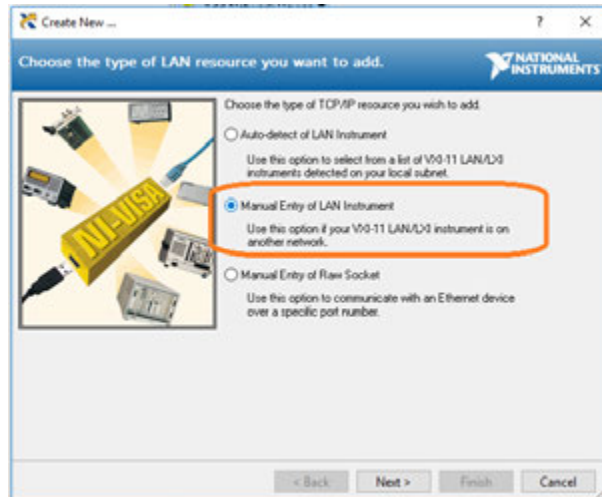 Create New ...
?
Choose the type of LAN resource you want to add.
NATIONAL
INSTRUMENTS
Choose the type of TCP/IP resource you wish to add.
Auto-detect of LAN Instrument
Use this option to select from a list of VXI-11 LAN/LXI
instruments detected on your local subnet.
Manual Entry of LAN Instrument
Use this option if your VXI-11 LAN/LXI instrument is on
another network.
Manual Entry of Raw Socket
Use this option to communicate with an Ethernet device
over a specific port number.
NI-VISA
< Back
Next >
Finish
Cancel